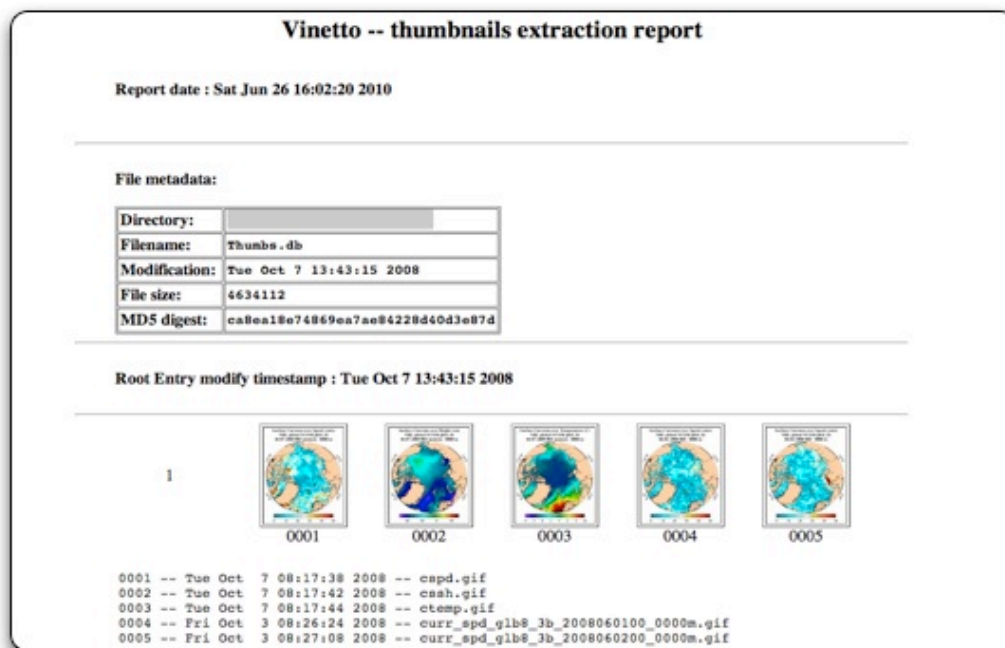 Vinetto -- thumbnails extraction report
Report date : Sat Jun 26 16:02:20 2010
File metadata:
Directory:
Filename: Thumbs.db
Modification: Tue Oct 7 13:43:15 2008
File size: 4634112
MD5 digest: ca8ea18e74869ea7ae84228d40d3e87d
Root Entry modify timestamp : Tue Oct 7 13:43:15 2008
1
0001 0002 0003 0004 0005
0001 -- Tue Oct 7 08:17:38 2008 -- cspd.gif
0002 -- Tue Oct 7 08:17:42 2008 -- cssh.gif
0003 -- Tue Oct 7 08:17:44 2008 -- ctemp.gif
0004 -- Fri Oct 3 08:26:24 2008 -- curr_spd_glb8_3b_2008060100_0000m.gif
0005 -- Fri Oct 3 08:27:08 2008 -- curr_spd_glb8_3b_2008060200_0000m.gif